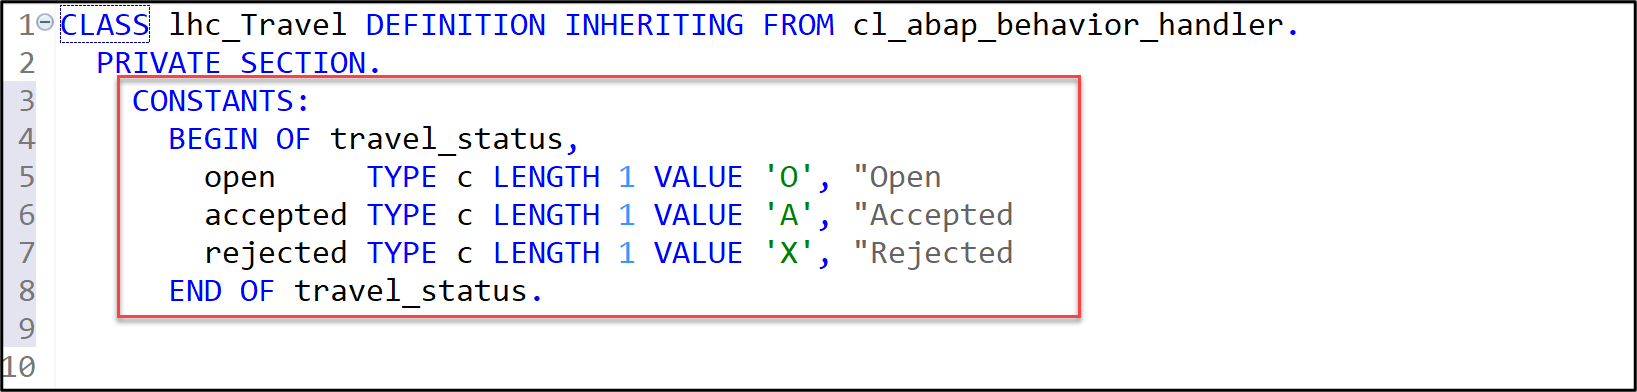 1 CLASS lhc_Travel DEFINITION INHERITING FROM cl_abap_behavior_handler.
2 PRIVATE SECTION.
3 CONSTANTS:
4 BEGIN OF travel_status,
5 open TYPE c LENGTH 1 VALUE 'O', "Open
6 accepted TYPE c LENGTH 1 VALUE 'A', "Accepted
7 rejected TYPE c LENGTH 1 VALUE 'X', "Rejected
8 END OF travel_status.
9
10